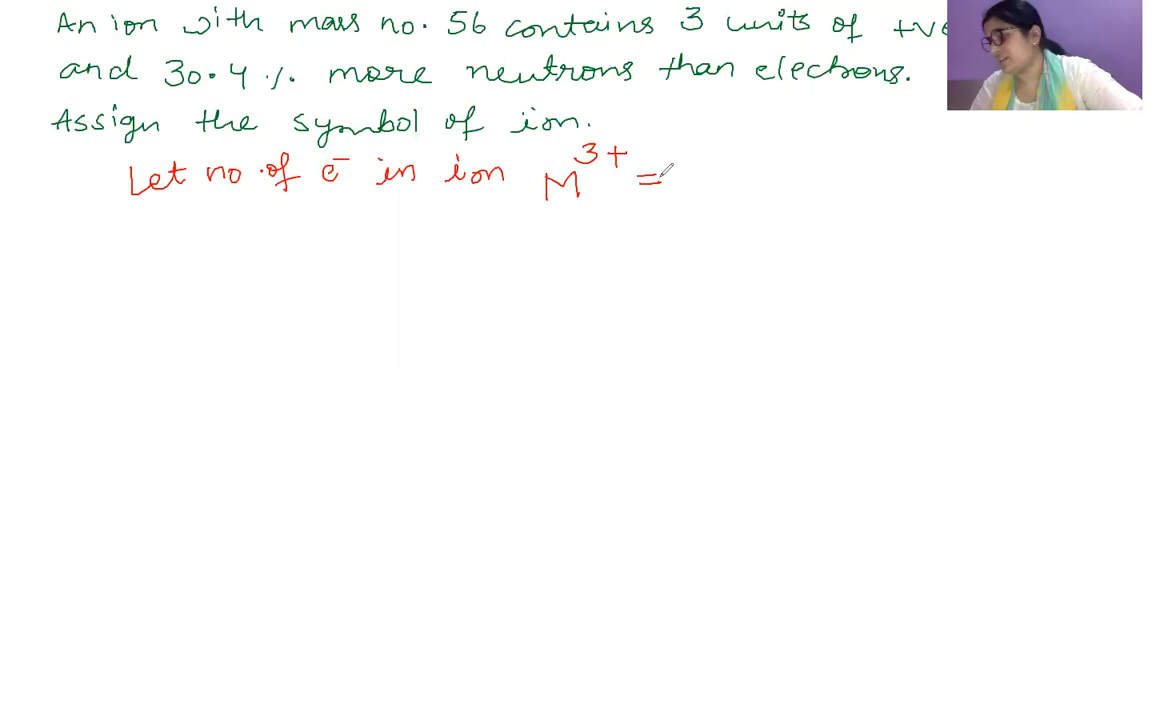 An ion with mass no. 56 contains 3 units of +ve
and 30.4 % more neutrons than electrons.
Assign the symbol of ion.
Let no. of e⁻ in ion M³⁺ =